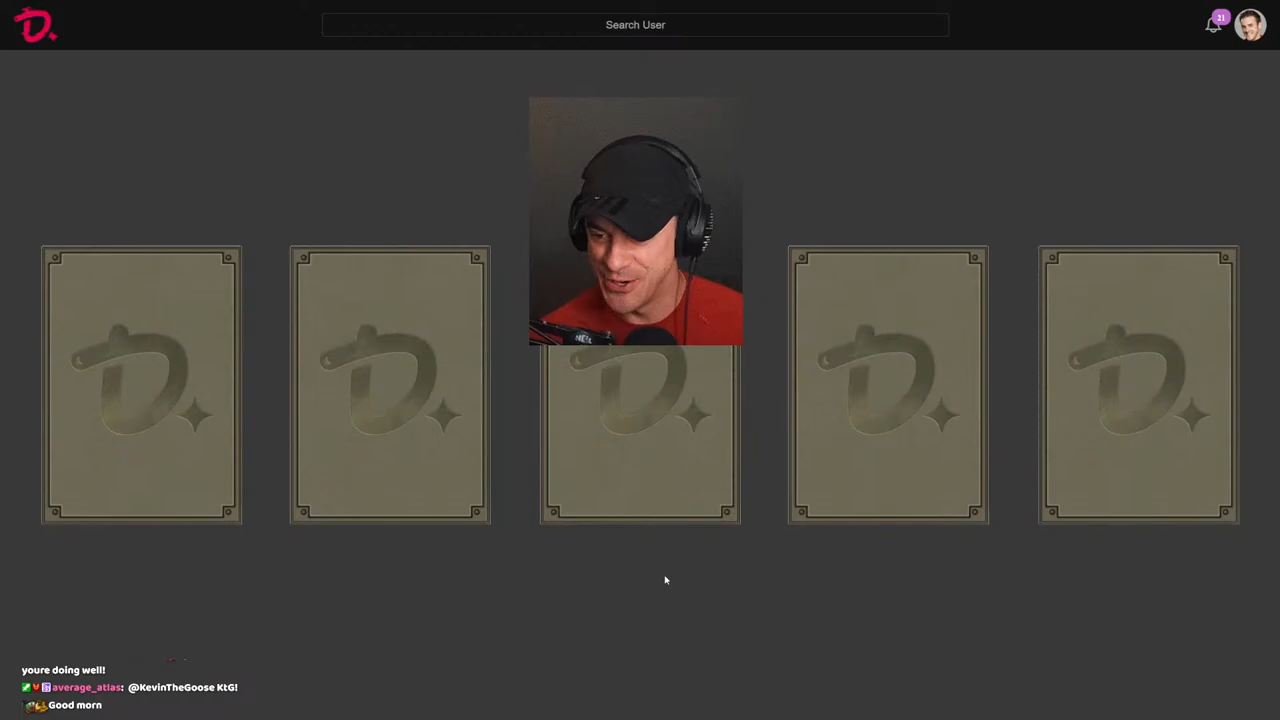 Search User
21
youre doing well!
average_atlas: @KevinTheGoose KtG!
Good morn